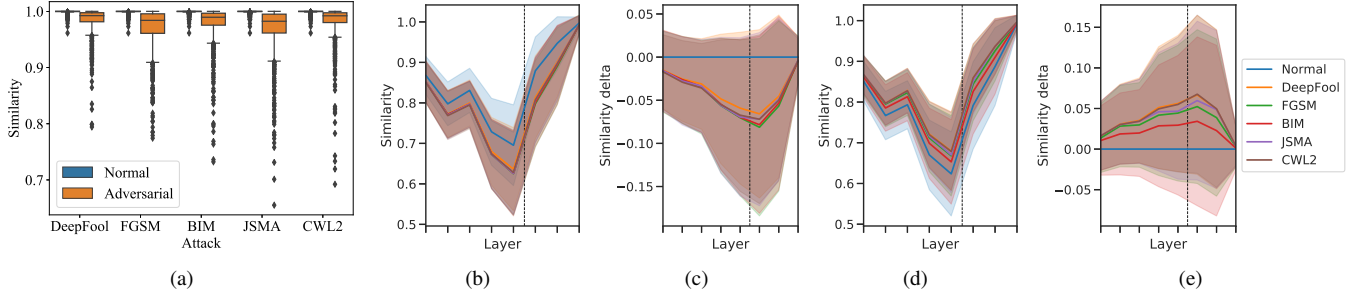 1.0
0.9
0.8
0.7
Similarity
Normal
Adversarial
DeepFool FGSM BIM JSMA CWL2
Attack
(a)
1.0
0.9
0.8
0.7
0.6
0.5
Similarity
Layer
(b)
0.00
−0.05
−0.10
−0.15
Similarity delta
Layer
(c)
1.0
0.9
0.8
0.7
0.6
0.5
Similarity
Layer
(d)
0.15
0.10
0.05
0.00
−0.05
Similarity delta
Layer
(e)
Normal
DeepFool
FGSM
BIM
JSMA
CWL2